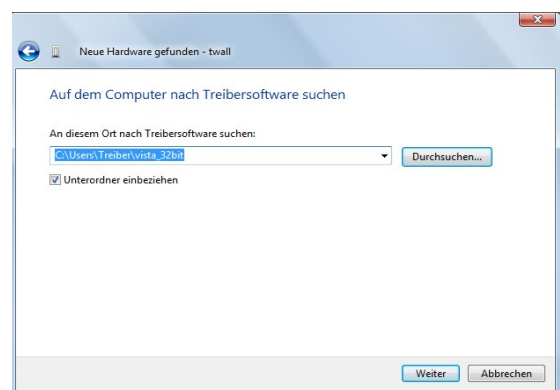 Neue Hardware gefunden - twall
Auf dem Computer nach Treibersoftware suchen
An diesem Ort nach Treibersoftware suchen:
C:\Users\Treiber\vista_32bit
Durchsuchen...
Unterordner einbeziehen
Weiter
Abbrechen